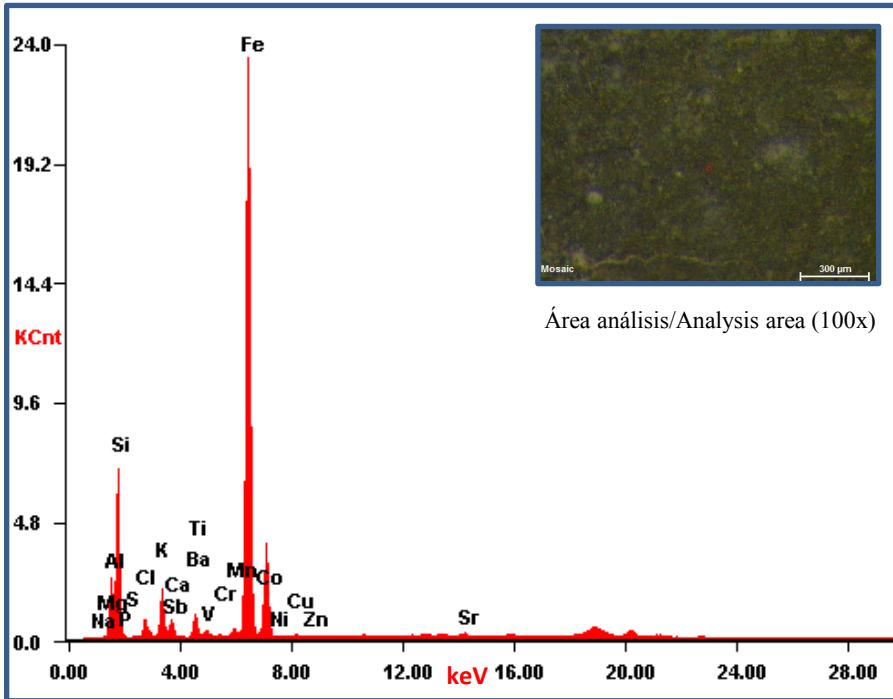 24.0
19.2
14.4
9.6
4.8
0.0
KCnt
Fe
Si
Al
Mg
Na
P
S
Cl
K
Ca
Sb
Ti
Ba
V
Cr
Mn
Co
Ni
Cu
Zn
Sr
0.00 4.00 8.00 12.00 16.00 20.00 24.00 28.00
keV
Mosaic
300 µm
Área análisis/Analysis area (100x)